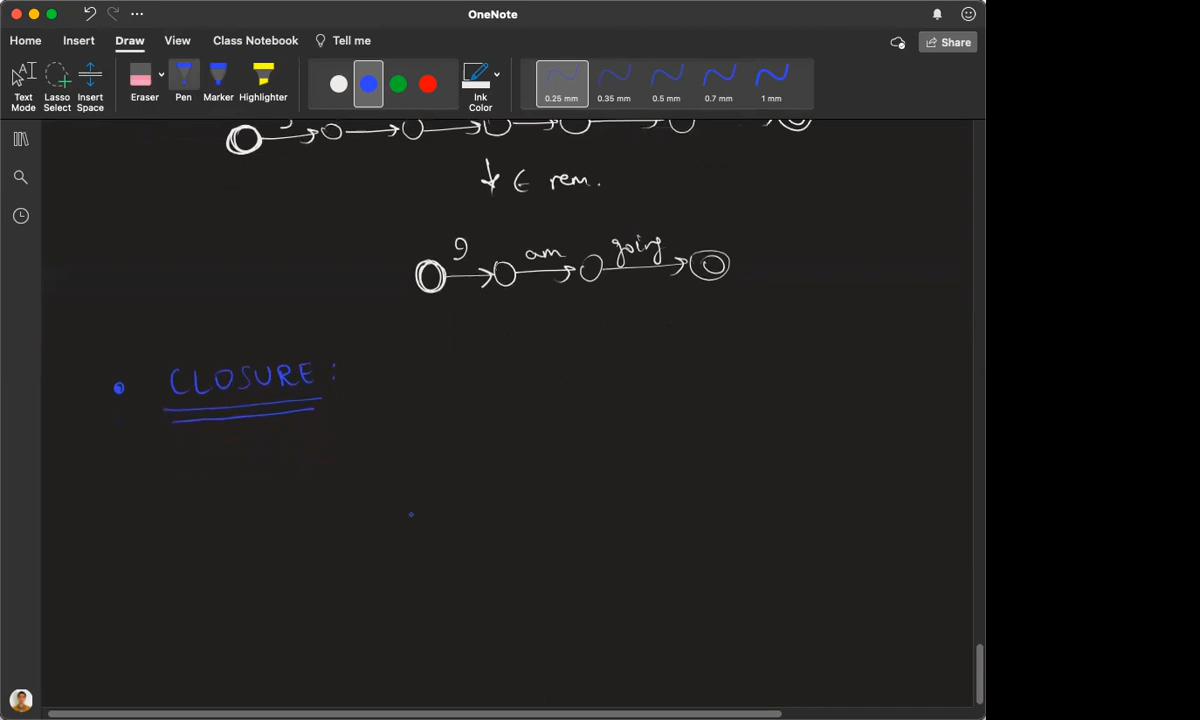 OneNote
Home Insert Draw View Class Notebook Tell me
Share
Text Mode
Lasso Select
Insert Space
Eraser
Pen
Marker
Highlighter
Ink Color
0.25 mm
0.35 mm
0.5 mm
0.7 mm
1 mm
↓ ∈ rem.
I am going
• CLOSURE: